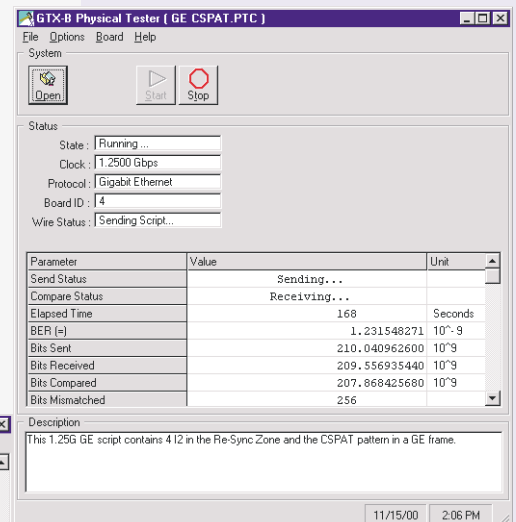 GTX-B Physical Tester ( GE CSPAT.PTC )
File Options Board Help
System
Open Start Stop
Status
State : Running ...
Clock : 1.2500 Gbps
Protocol : Gigabit Ethernet
Board ID : 4
Wire Status : Sending Script...
Parameter Value Unit
Send Status Sending...
Compare Status Receiving...
Elapsed Time 168 Seconds
BER (=) 1.231548271 10^-9
Bits Sent 210.040962600 10^9
Bits Received 209.556935440 10^9
Bits Compared 207.868425680 10^9
Bits Mismatched 256
Description
This 1.25G GE script contains 4 I2 in the Re-Sync Zone and the CSPAT pattern in a GE frame.
11/15/00 2:06 PM